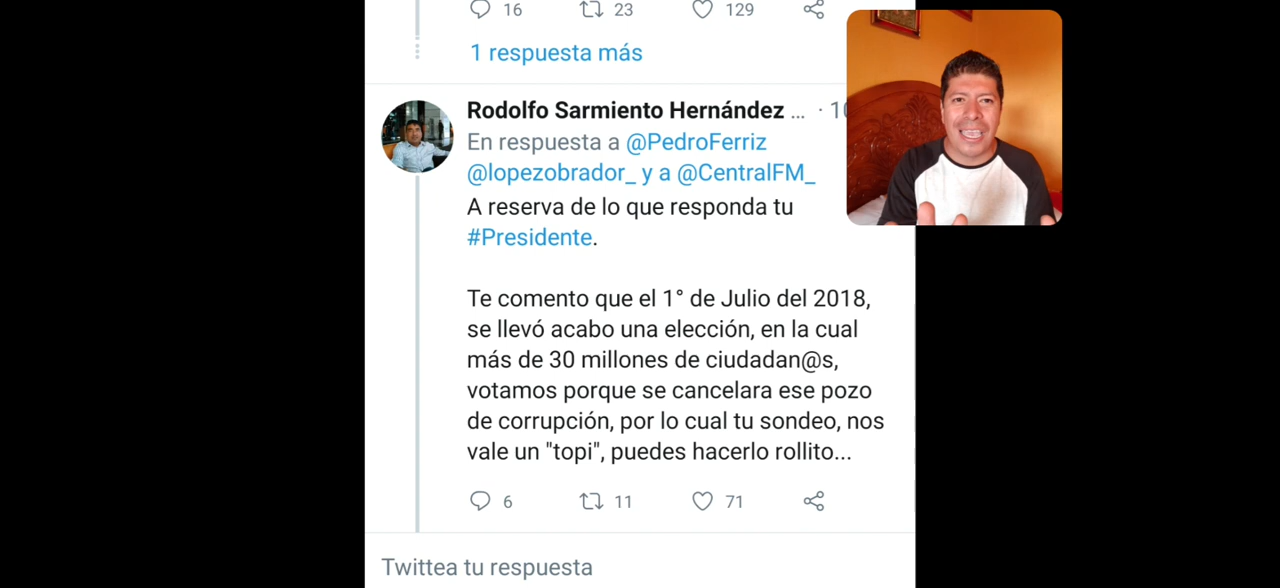 16 23 129
1 respuesta más
Rodolfo Sarmiento Hernández ... ·
En respuesta a @PedroFerriz
@lopezobrador_ y a @CentralFM_
A reserva de lo que responda tu
#Presidente.
Te comento que el 1° de Julio del 2018,
se llevó acabo una elección, en la cual
más de 30 millones de ciudadan@s,
votamos porque se cancelara ese pozo
de corrupción, por lo cual tu sondeo, nos
vale un "topi", puedes hacerlo rollito...
6 11 71
Twittea tu respuesta